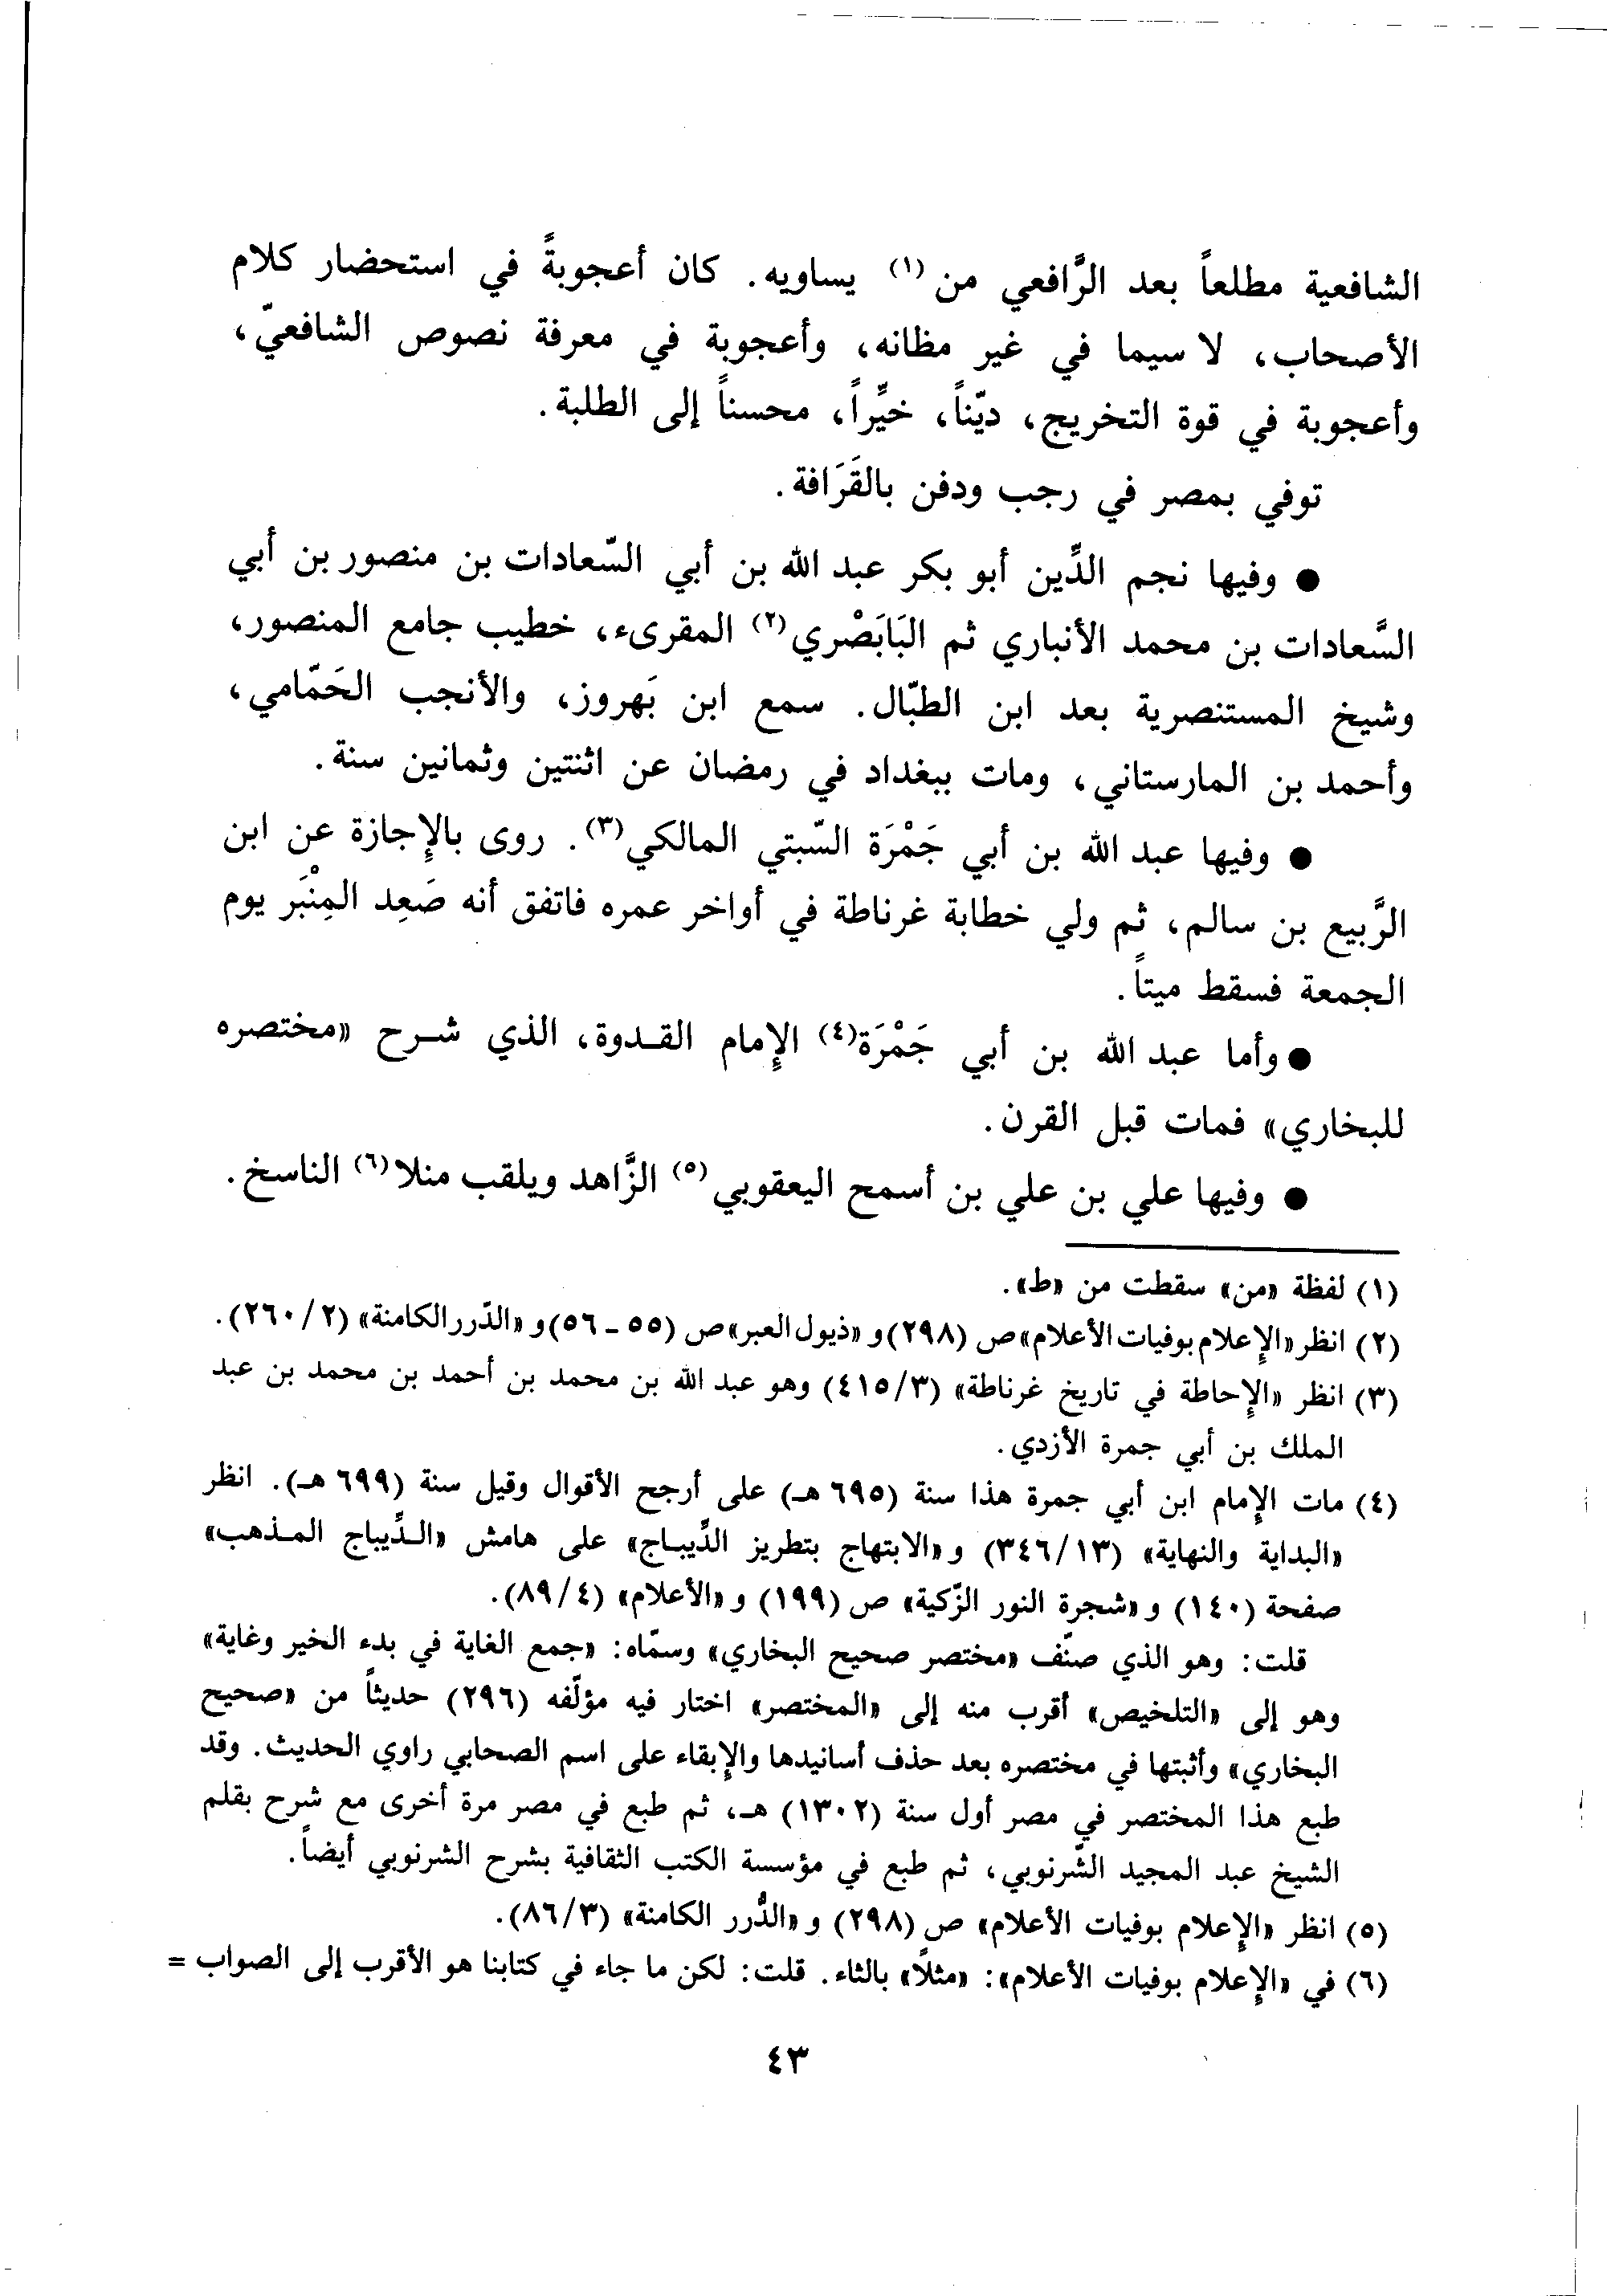 الشافعية مطلعاً بعد الرَّافعي من (١) يساويه. كان أعجوبةً في استحضار كلام
الأصحاب، لا سيما في غير مظانه، وأعجوبة في معرفة نصوص الشافعيّ،
وأعجوبة في قوة التخريج، ديّناً، خيِّراً، محسناً إلى الطلبة.
توفي بمصر في رجب ودفن بالقَرَافة.
● وفيها نجم الدِّين أبو بكر عبد الله بن أبي السّعادات بن منصور بن أبي
السَّعادات بن محمد الأنباري ثم البَابَصْري(٢) المقرىء، خطيب جامع المنصور،
وشيخ المستنصرية بعد ابن الطبّال. سمع ابن بَهروز، والأنجب الحَمّامي،
وأحمد بن المارستاني، ومات ببغداد في رمضان عن اثنتين وثمانين سنة.
● وفيها عبد الله بن أبي جَمْرَة السّبتي المالكي(٣). روى بالإجازة عن ابن
الرَّبيع بن سالم، ثم ولي خطابة غرناطة في أواخر عمره فاتفق أنه صَعِد المِنْبَر يوم
الجمعة فسقط ميتاً.
● وأما عبد الله بن أبي جَمْرَة(٤) الإمام القـدوة، الذي شـرح «مختصره
للبخاري» فمات قبل القرن.
● وفيها علي بن علي بن أسمح اليعقوبي(٥) الزَّاهد ويلقب منلا(٦) الناسخ.
(١) لفظة «من» سقطت من «ط».
(٢) انظر «الإعلام بوفيات الأعلام» ص (٢٩٨) و «ذيول العبر» ص (٥٥ ـ ٥٦) و «الدّرر الكامنة» (٢/ ٢٦٠).
(٣) انظر «الإحاطة في تاريخ غرناطة» (٣/ ٤١٥) وهو عبد الله بن محمد بن أحمد بن محمد بن عبد
الملك بن أبي جمرة الأزدي.
(٤) مات الإمام ابن أبي جمرة هذا سنة (٦٩٥ هـ) على أرجح الأقوال وقيل سنة (٦٩٩ هـ). انظر
«البداية والنهاية» (١٣/ ٣٤٦) و «الابتهاج بتطريز الدِّيبـاج» على هامش «الـدِّيباج المـذهب»
صفحة (١٤٠) و «شجرة النور الزّكية» ص (١٩٩) و «الأعلام» (٤/ ٨٩).
قلت: وهو الذي صنّف «مختصر صحيح البخاري» وسمّاه: «جمع الغاية في بدء الخير وغاية»
وهو إلى «التلخيص» أقرب منه إلى «المختصر» اختار فيه مؤلّفه (٢٩٦) حديثاً من «صحيح
البخاري» وأثبتها في مختصره بعد حذف أسانيدها والإبقاء على اسم الصحابي راوي الحديث. وقد
طبع هذا المختصر في مصر أول سنة (١٣٠٢) هـ، ثم طبع في مصر مرة أخرى مع شرح بقلم
الشيخ عبد المجيد الشّرنوبي، ثم طبع في مؤسسة الكتب الثقافية بشرح الشرنوبي أيضاً.
(٥) انظر «الإعلام بوفيات الأعلام» ص (٢٩٨) و «الدُّرر الكامنة» (٣/ ٨٦).
(٦) في «الإعلام بوفيات الأعلام»: «مثلاً» بالثاء. قلت: لكن ما جاء في كتابنا هو الأقرب إلى الصواب =
٤٣